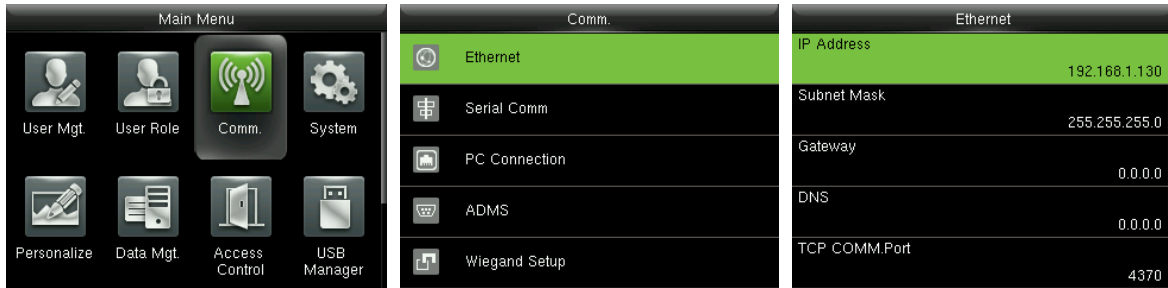 Main Menu
User Mgt.
User Role
Comm.
System
Personalize
Data Mgt.
Access
Control
USB
Manager
Comm.
Ethernet
Serial Comm
PC Connection
ADMS
Wiegand Setup
Ethernet
IP Address
192.168.1.130
Subnet Mask
255.255.255.0
Gateway
0.0.0.0
DNS
0.0.0.0
TCP COMM.Port
4370